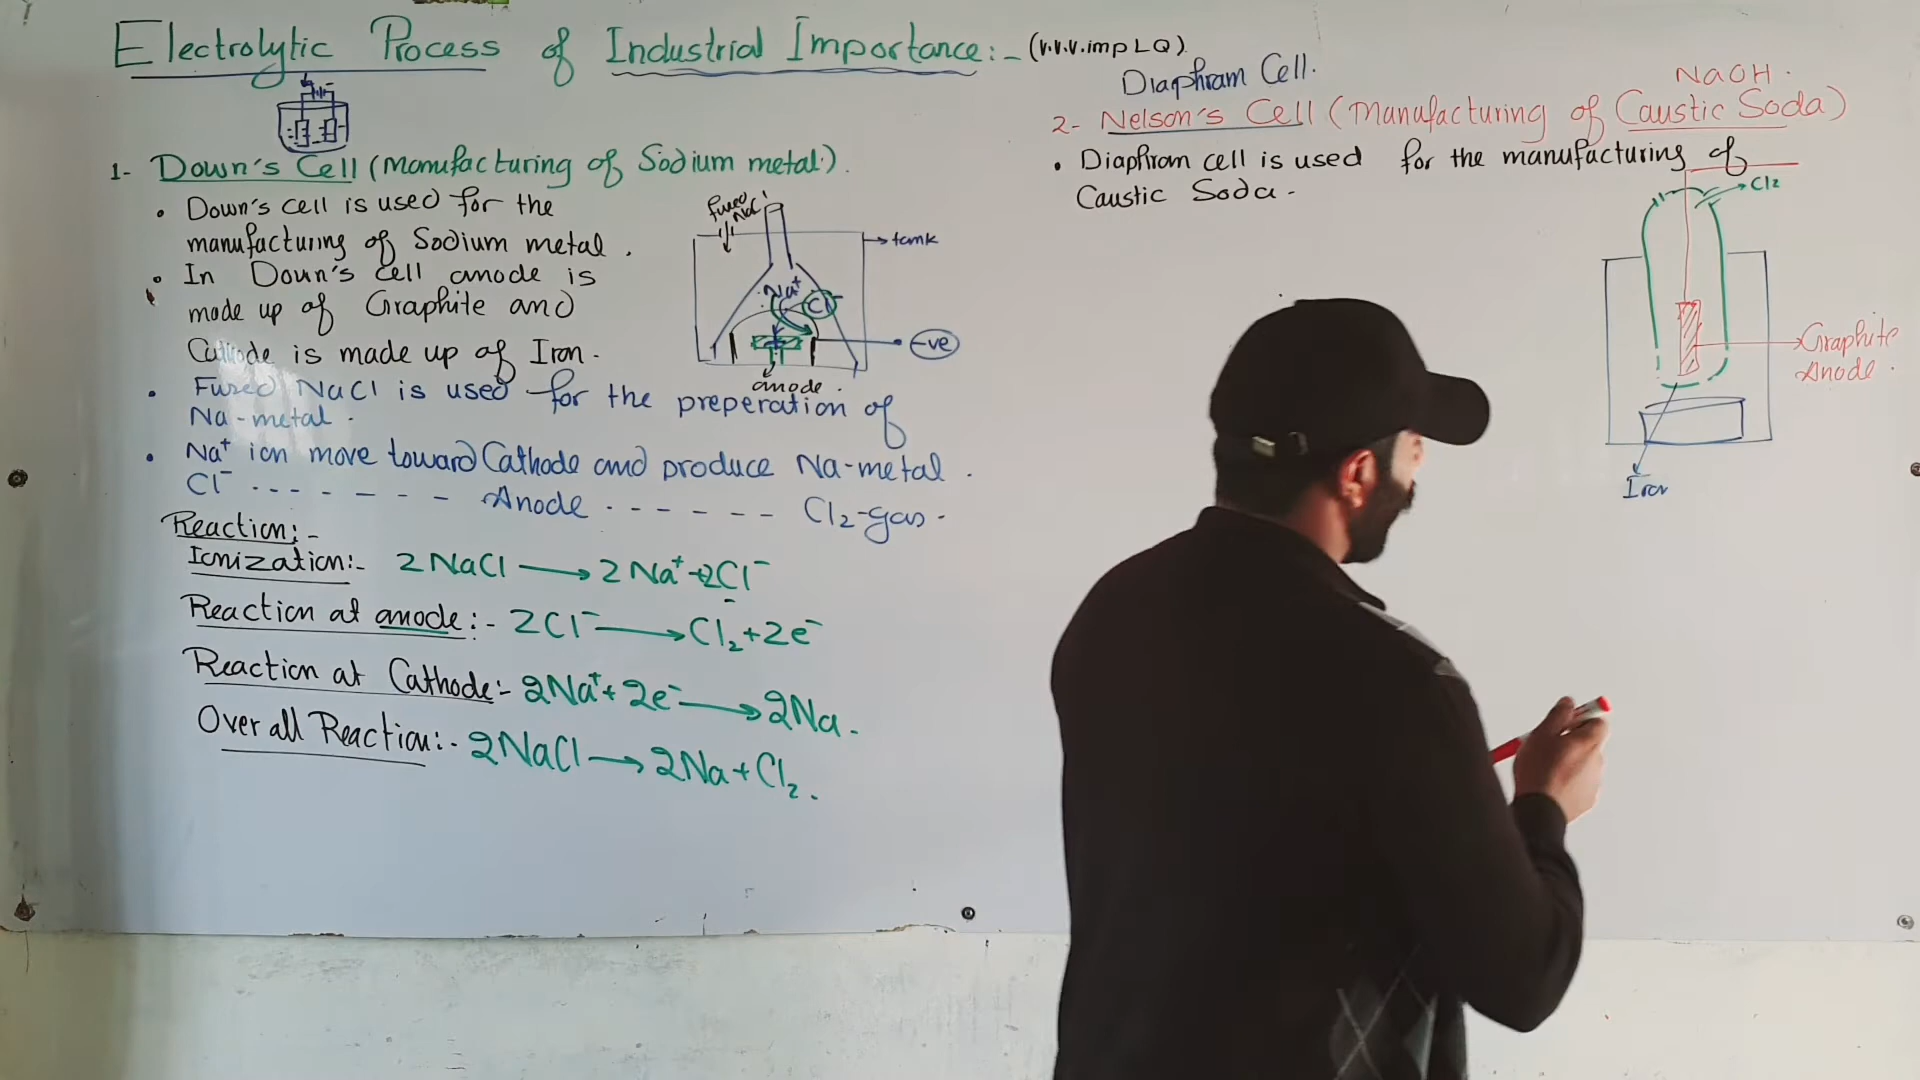 Electrolytic Process of Industrial Importance:- (v.v.v.imp LQ).
1- Down's Cell (Manufacturing of Sodium metal).
• Down's cell is used for the
manufacturing of Sodium metal.
• In Down's cell anode is
made up of Graphite and
Cathode is made up of Iron.
• Fused NaCl is used for the preperation of
Na-metal.
• Na⁺ ion move toward Cathode and produce Na-metal.
Cl⁻ ------- Anode ------ Cl₂-gas.
Reaction:-
Ionization:- 2NaCl → 2Na⁺+2Cl⁻
Reaction at anode:- 2Cl⁻ → Cl₂+2e⁻
Reaction at Cathode:- 2Na⁺+2e⁻ → 2Na.
Over all Reaction:- 2NaCl → 2Na+Cl₂.
fused
NaCl
tank
Na⁺
Cl⁻
-ve
anode.
Diaphram Cell.
NaOH.
2- Nelson's Cell (Manufacturing of Caustic Soda)
• Diaphram cell is used for the manufacturing of
Caustic Soda-
Cl₂
Graphite
Anode.
Iron